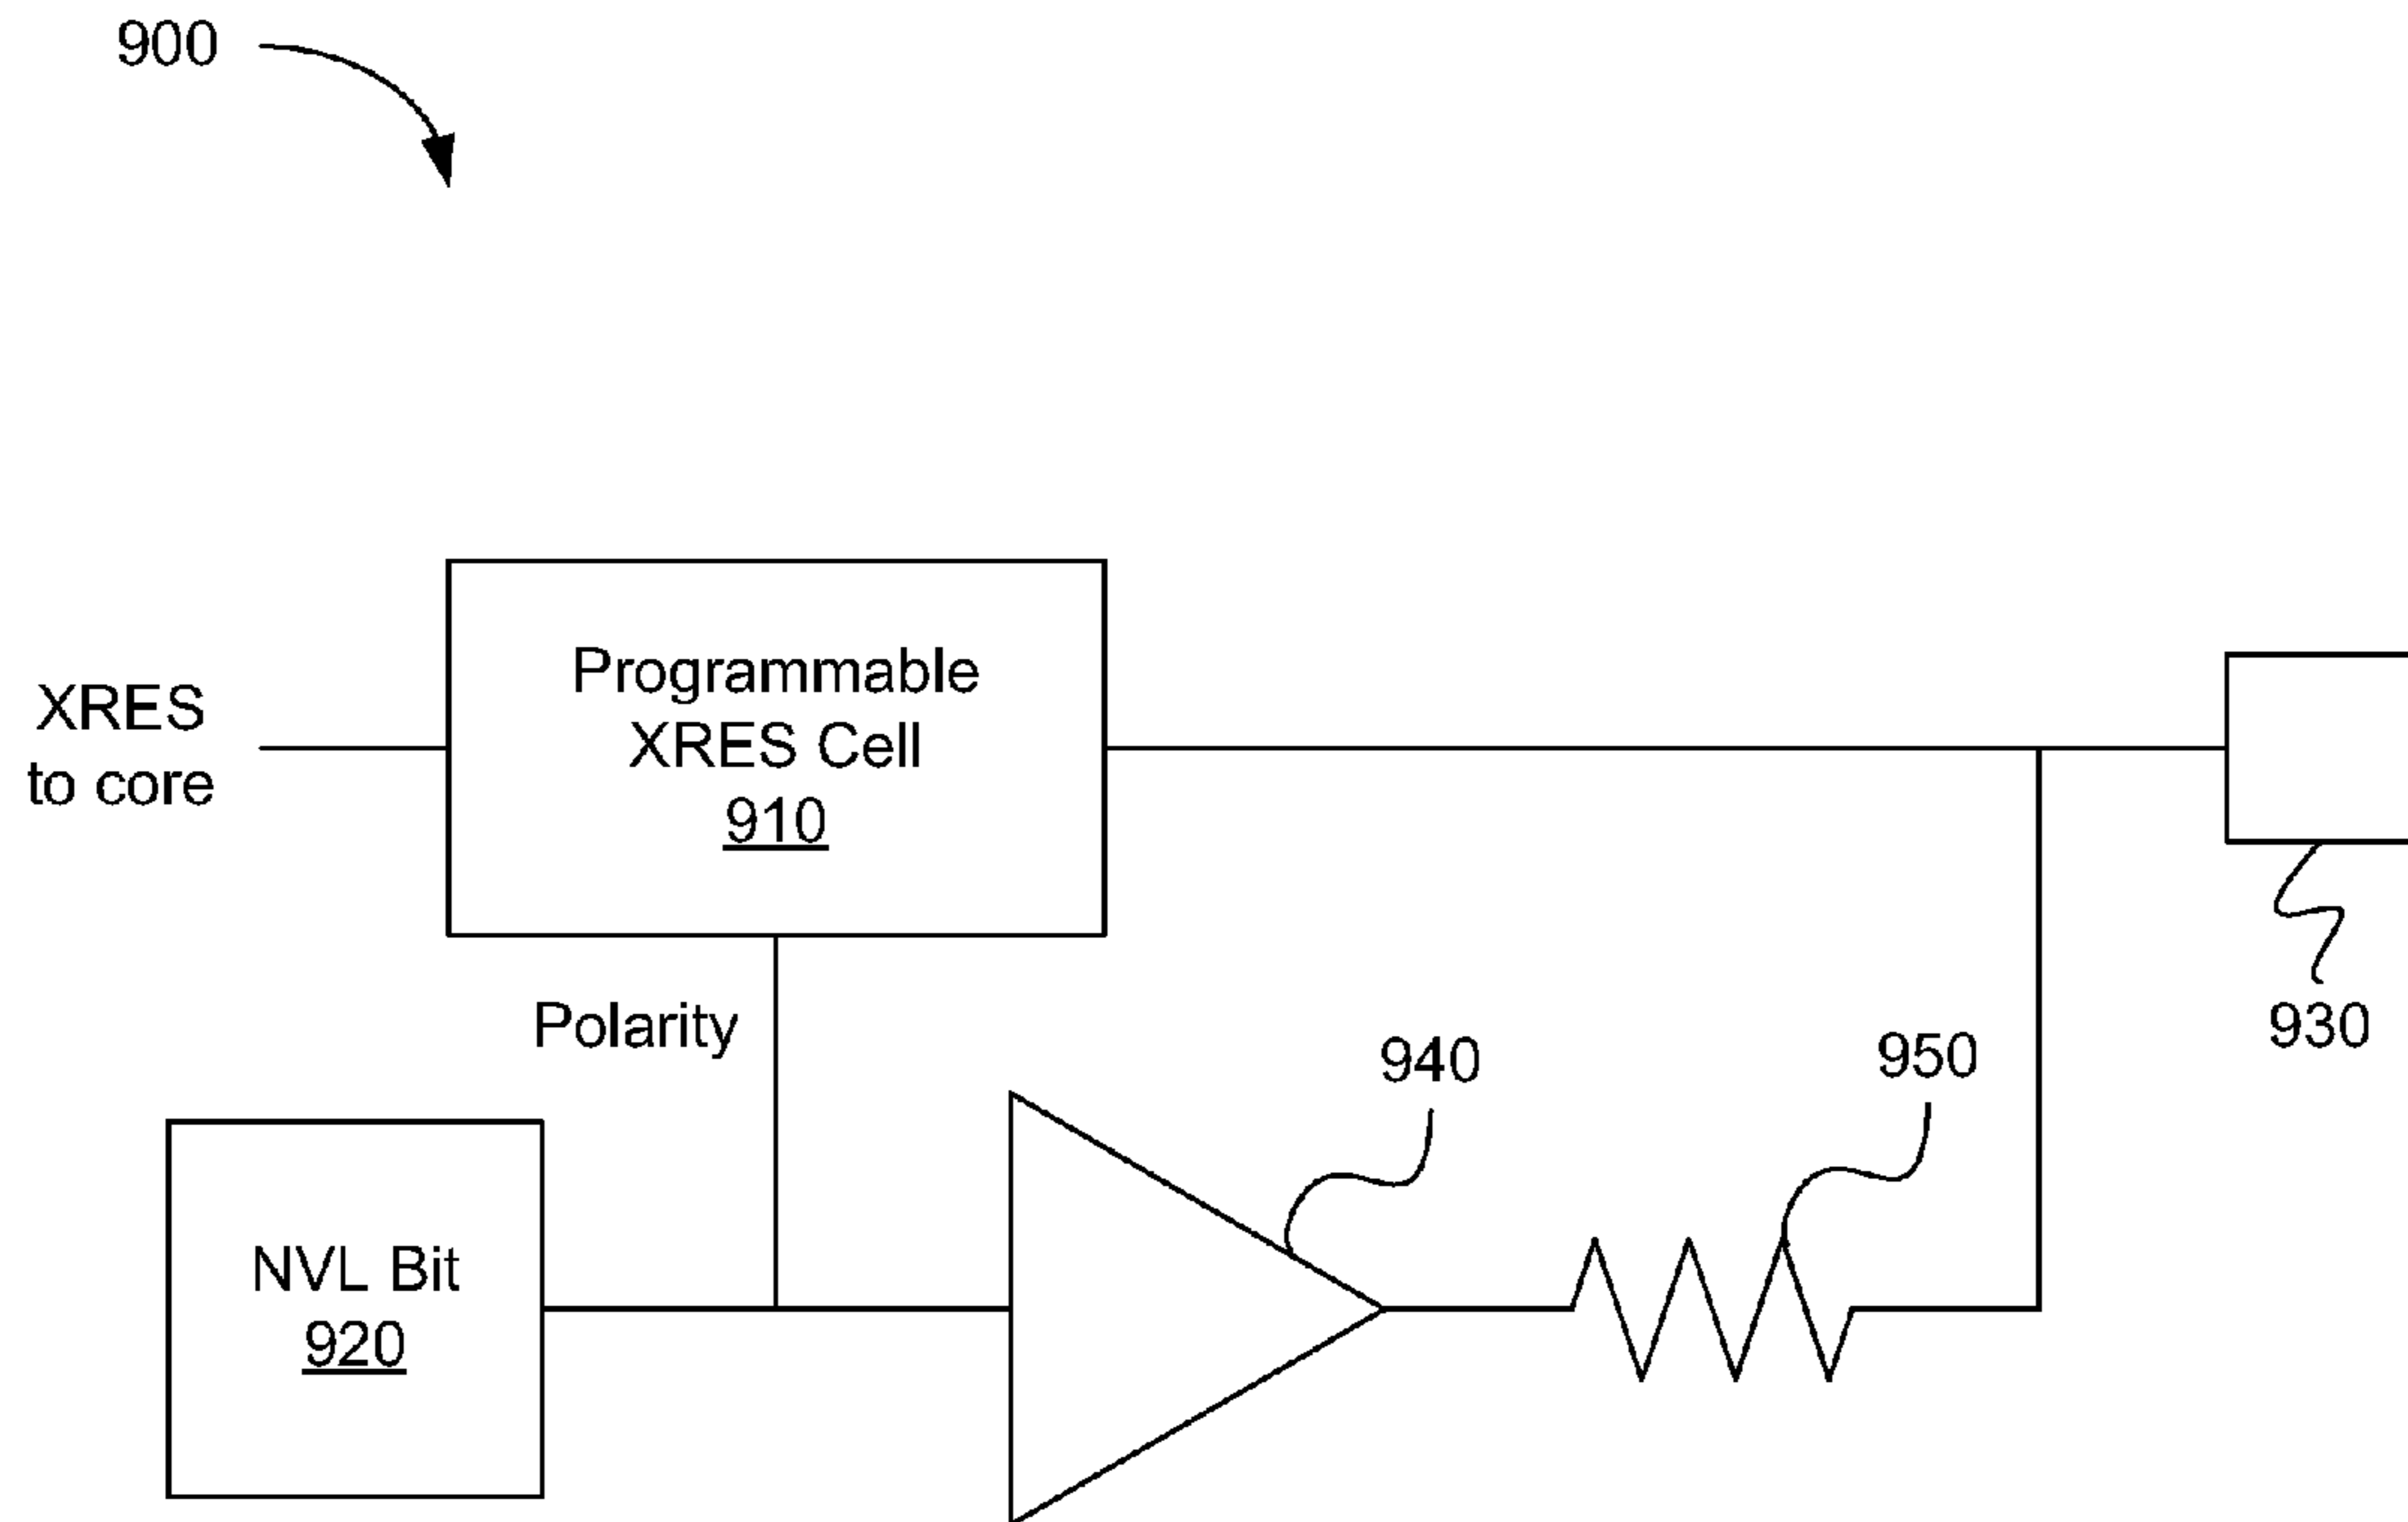 900
XRES
to core
Programmable
XRES Cell
910
Polarity
930
940
950
NVL Bit
920